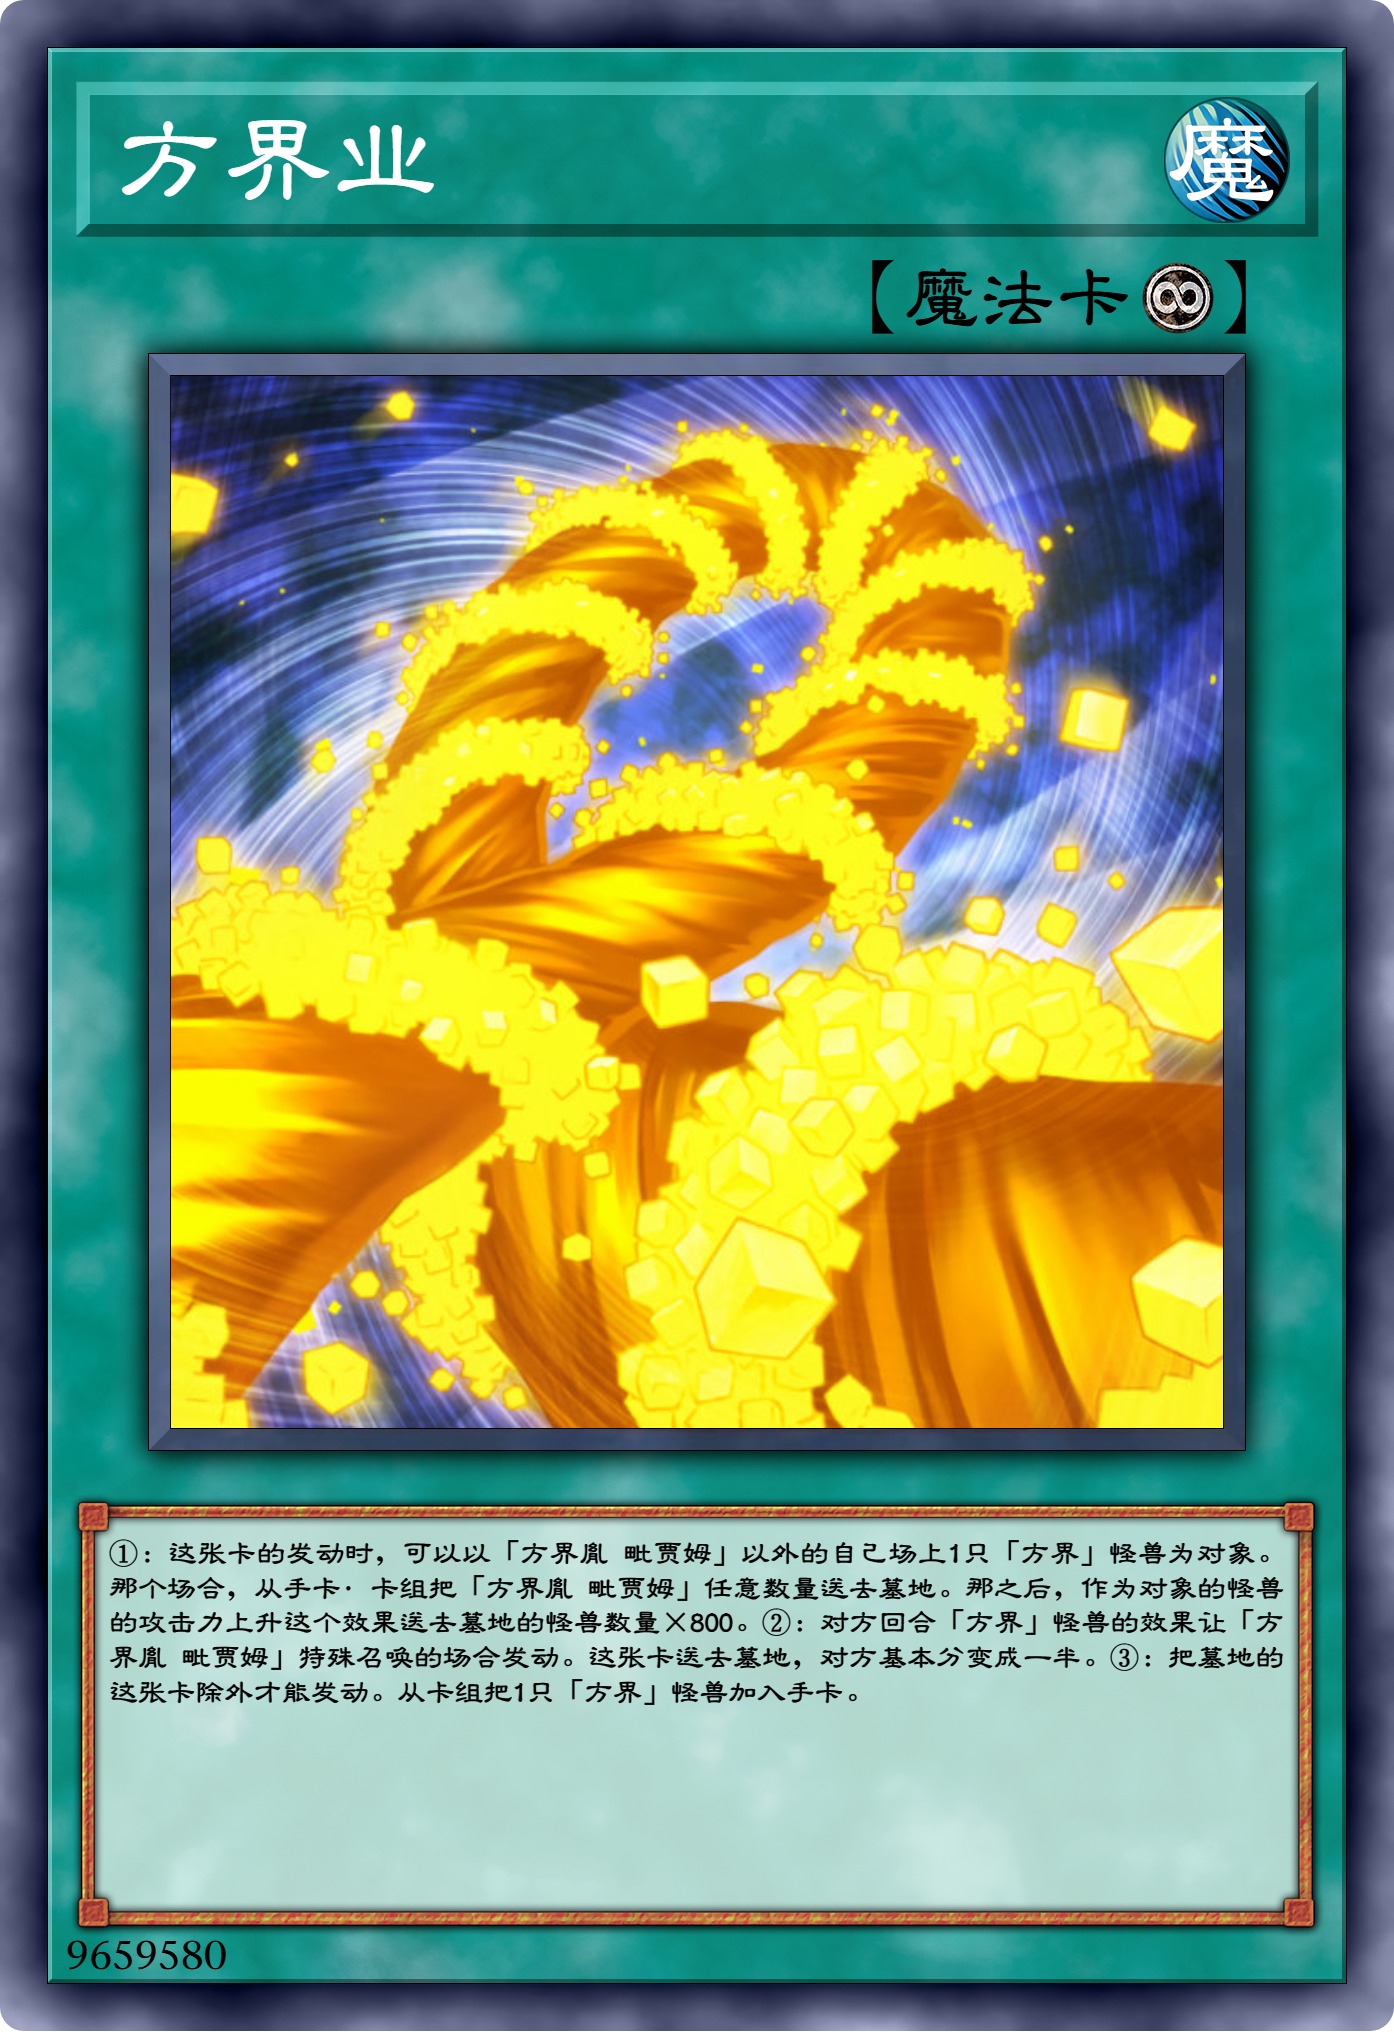 方界业
魔
【魔法卡】
①：这张卡的发动时，可以以「方界胤 毗贾姆」以外的自己场上1只「方界」怪兽为对象。
那个场合，从手卡·卡组把「方界胤 毗贾姆」任意数量送去墓地。那之后，作为对象的怪兽
的攻击力上升这个效果送去墓地的怪兽数量×800。②：对方回合「方界」怪兽的效果让「方
界胤 毗贾姆」特殊召唤的场合发动。这张卡送去墓地，对方基本分变成一半。③：把墓地的
这张卡除外才能发动。从卡组把1只「方界」怪兽加入手卡。
9659580